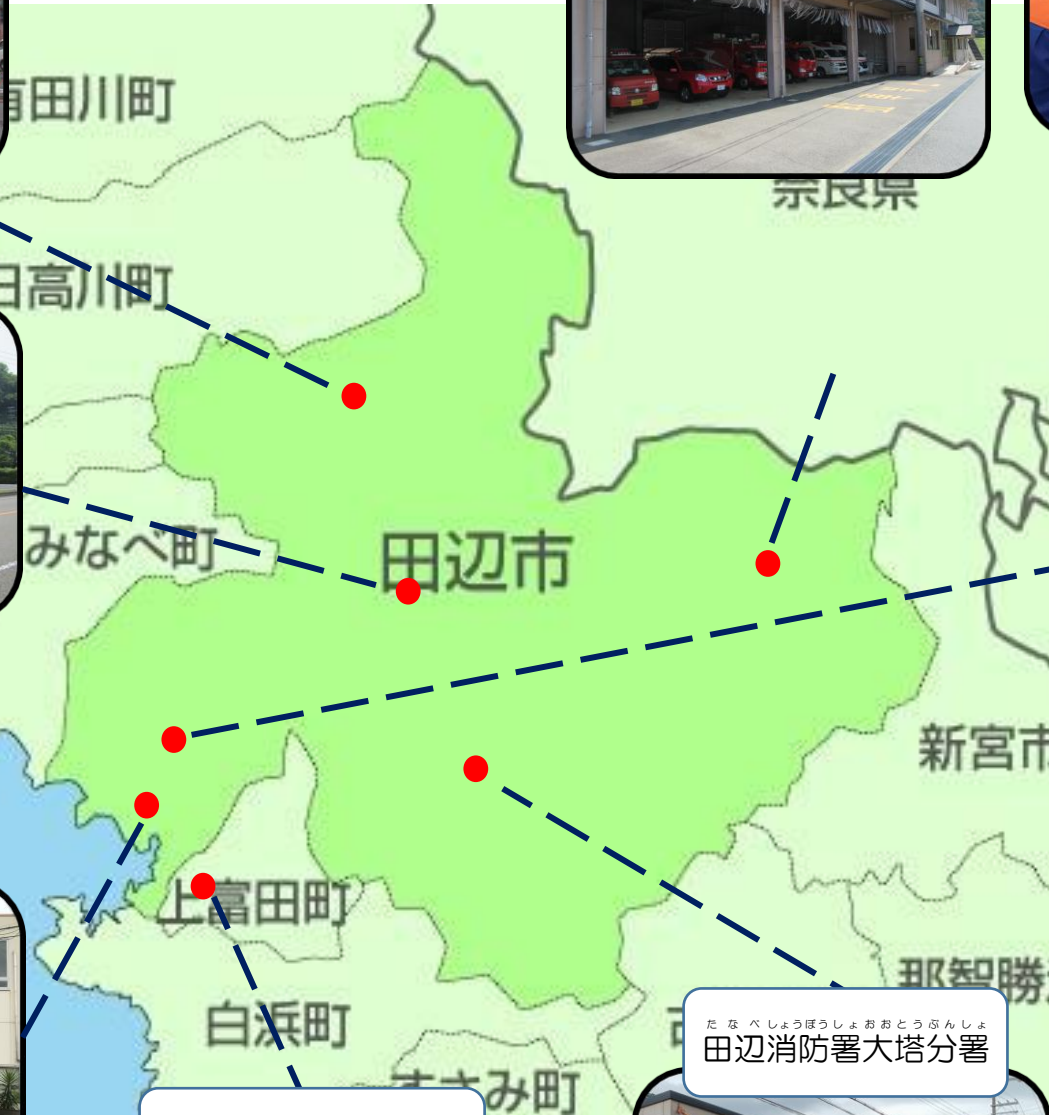 有田川町
奈良県
日高川町
みなべ町
田辺市
新宮市
上富田町
那智勝
白浜町
たなべしょうぼうしょおおとうぶんしょ
田辺消防署大塔分署
すさみ町